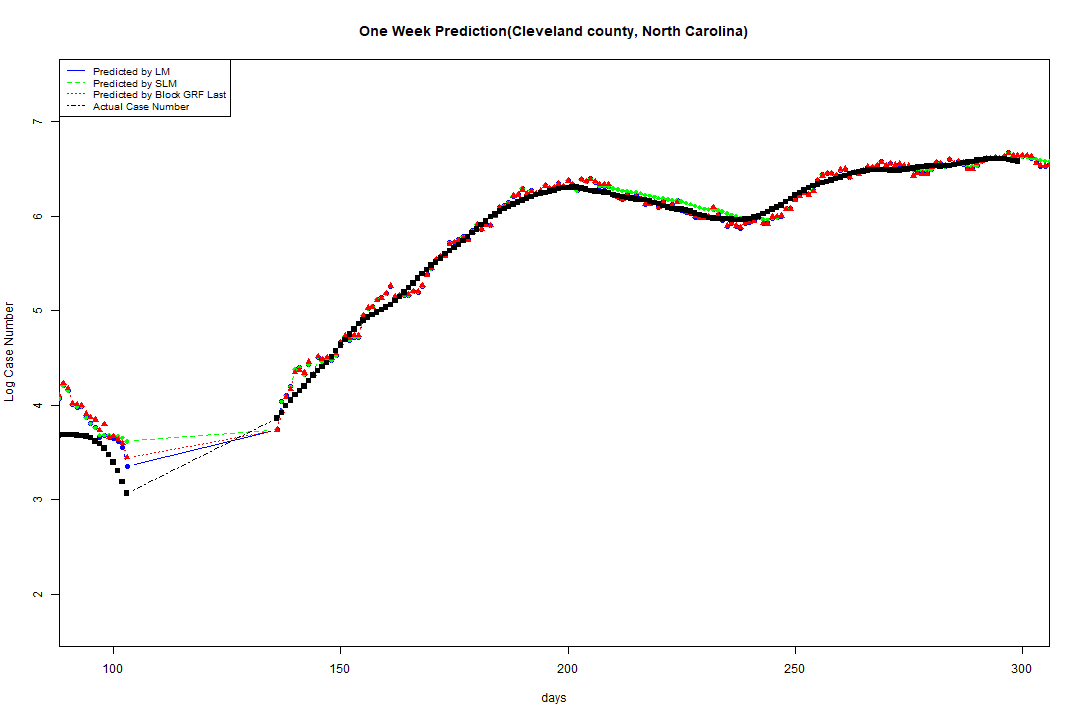 One Week Prediction(Cleveland county, North Carolina)
Predicted by LM
Predicted by SLM
Predicted by Block GRF Last
Actual Case Number
7
6
5
4
3
2
Log Case Number
100 150 200 250 300
days